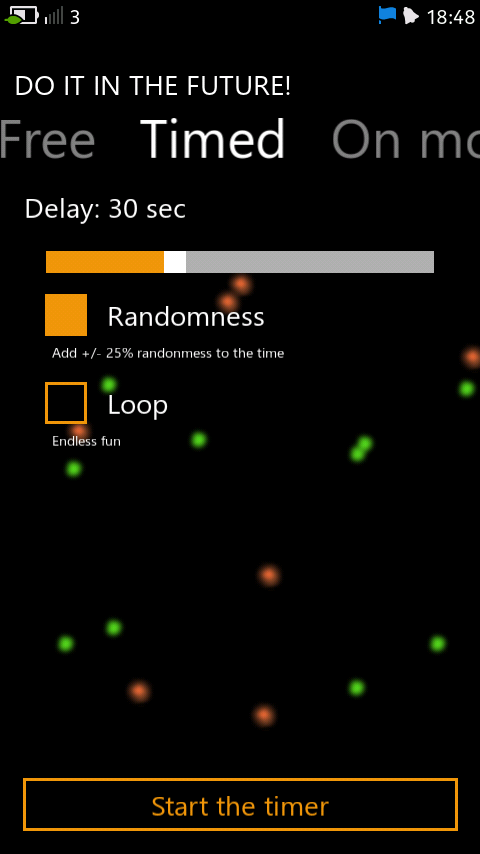 3 18:48
DO IT IN THE FUTURE!
Free Timed On mo
Delay: 30 sec
Randomness
Add +/- 25% randonmess to the time
Loop
Endless fun
Start the timer